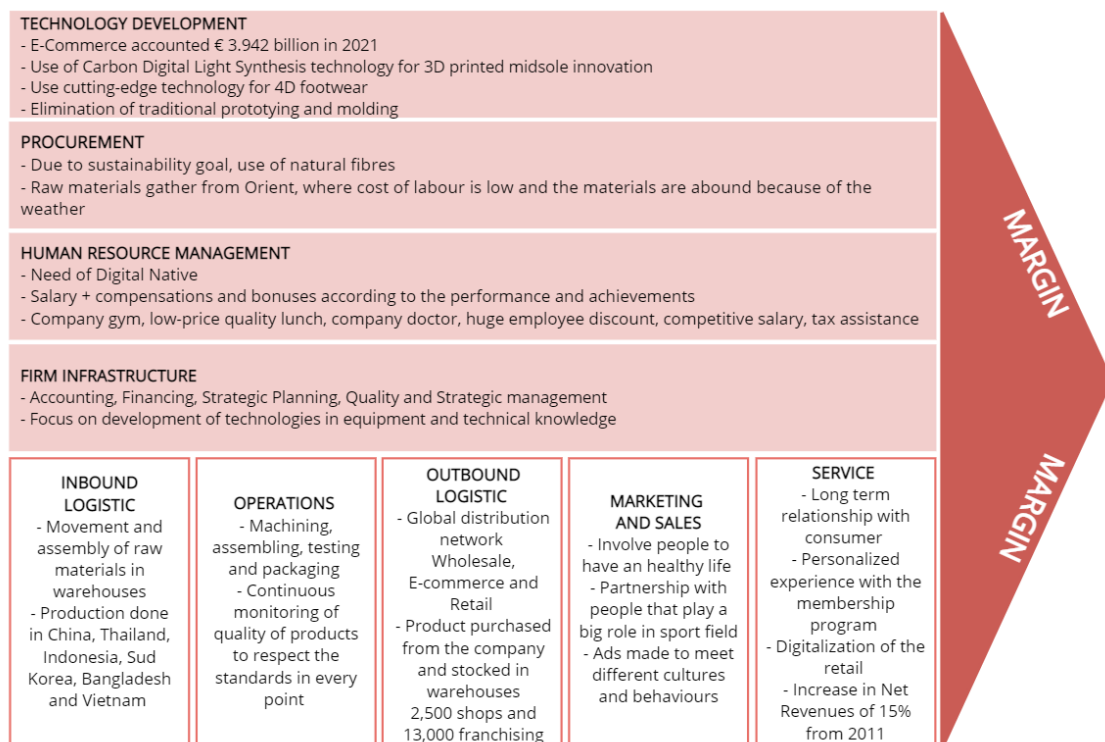 TECHNOLOGY DEVELOPMENT
- E-Commerce accounted € 3.942 billion in 2021
- Use of Carbon Digital Light Synthesis technology for 3D printed midsole innovation
- Use cutting-edge technology for 4D footwear
- Elimination of traditional prototying and molding
PROCUREMENT
- Due to sustainability goal, use of natural fibres
- Raw materials gather from Orient, where cost of labour is low and the materials are abound because of the
weather
HUMAN RESOURCE MANAGEMENT
- Need of Digital Native
- Salary + compensations and bonuses according to the performance and achievements
- Company gym, low-price quality lunch, company doctor, huge employee discount, competitive salary, tax assistance
FIRM INFRASTRUCTURE
- Accounting, Financing, Strategic Planning, Quality and Strategic management
- Focus on development of technologies in equipment and technical knowledge
INBOUND
LOGISTIC
- Movement and
assembly of raw
materials in
warehouses
- Production done
in China, Thailand,
Indonesia, Sud
Korea, Bangladesh
and Vietnam
OPERATIONS
- Machining,
assembling, testing
and packaging
- Continuous
monitoring of
quality of products
to respect the
standards in every
point
OUTBOUND
LOGISTIC
- Global distribution
network
Wholesale,
E-commerce and
Retail
- Product purchased
from the company
and stocked in
warehouses
2,500 shops and
13,000 franchising
MARKETING
AND SALES
- Involve people to
have an healthy life
- Partnership with
people that play a
big role in sport field
- Ads made to meet
different cultures
and behaviours
SERVICE
- Long term
relationship with
consumer
- Personalized
experience with the
membership
program
- Digitalization of the
retail
- Increase in Net
Revenues of 15%
from 2011
MARGIN
MARGIN